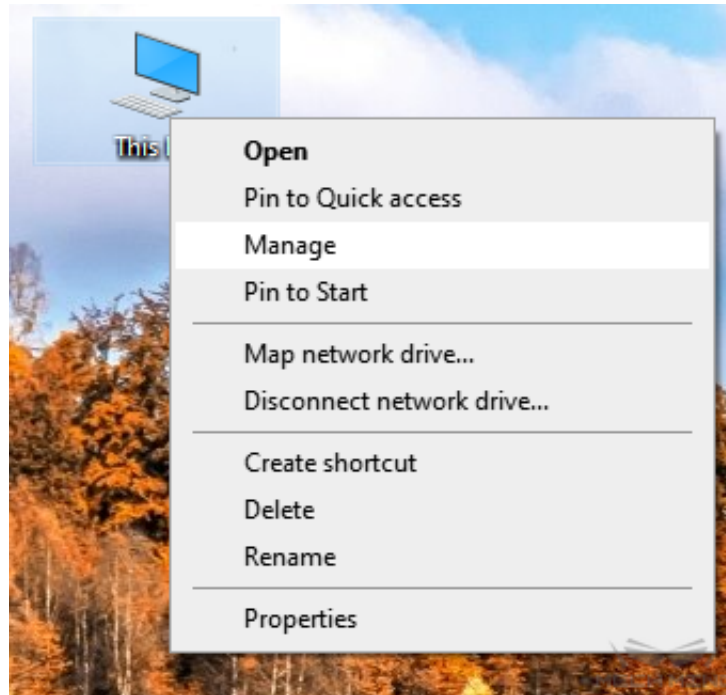 This
Open
Pin to Quick access
Manage
Pin to Start
Map network drive...
Disconnect network drive...
Create shortcut
Delete
Rename
Properties